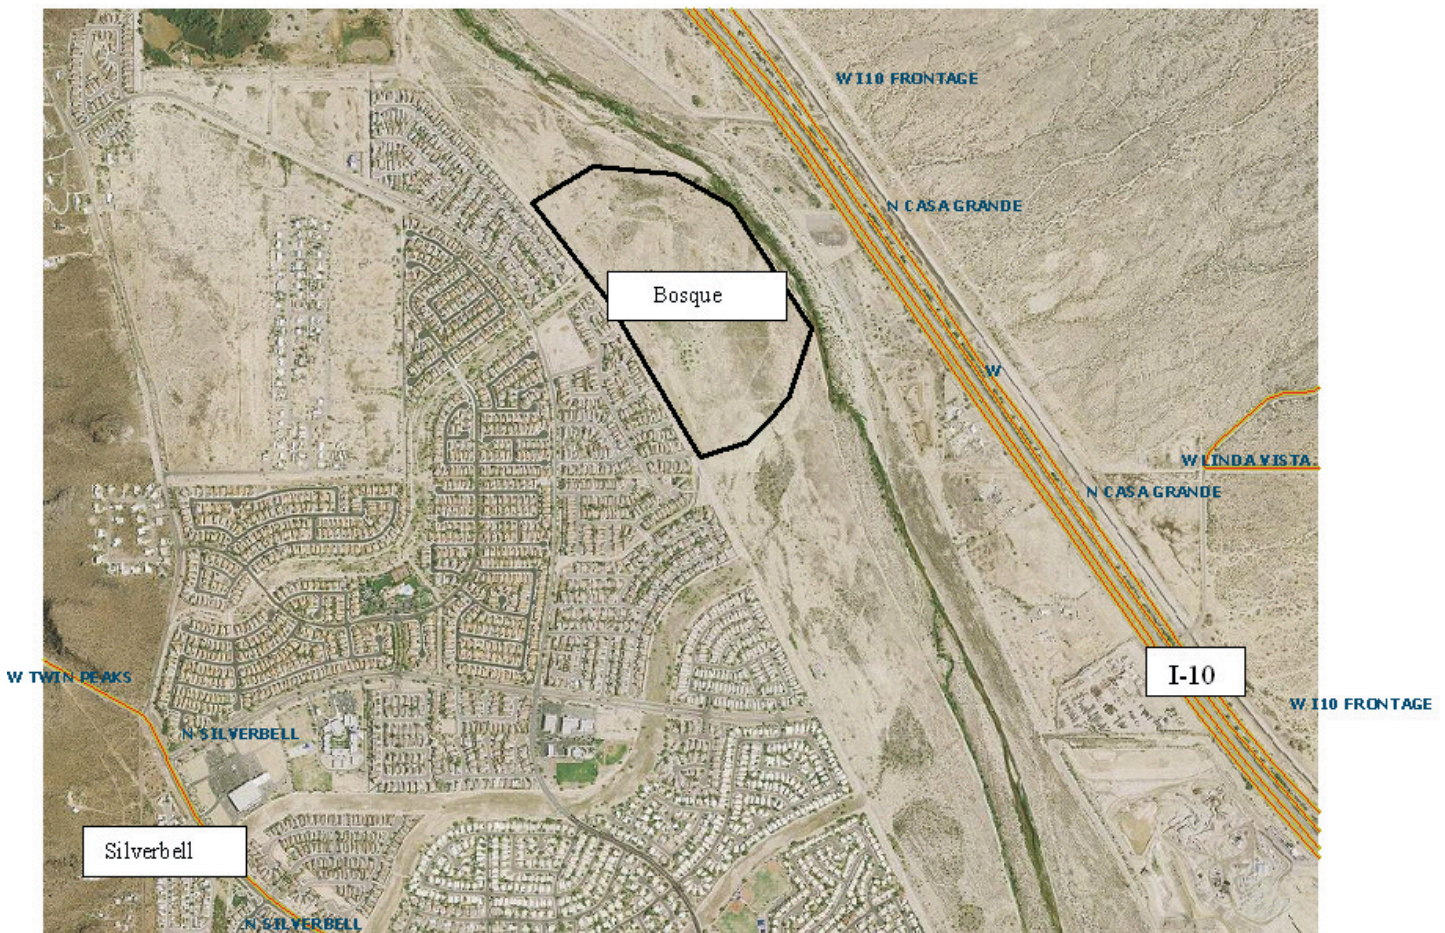 W I10 FRONTAGE
N CASA GRANDE
Bosque
W
W LINDA VISTA
N CASA GRANDE
I-10
W TWIN PEAKS
W I10 FRONTAGE
N SILVERBELL
Silverbell
N SILVERBELL